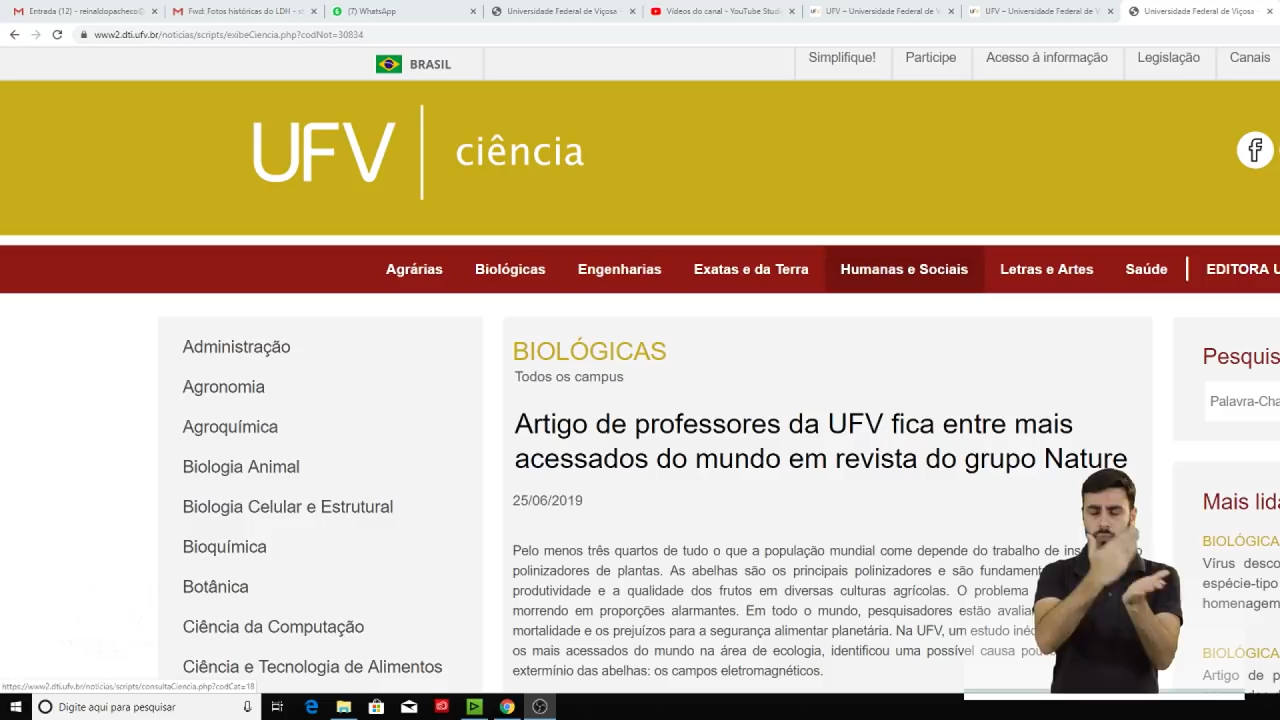 Entrada (12) - reinaldopacheco@
Fwd: Fotos históricas do LDH -
(7) WhatsApp
Universidade Federal de Viçosa -
Vídeos do canal - YouTube Stud
UFV – Universidade Federal de V
UFV – Universidade Federal de V
Universidade Federal de Viçosa -
www2.dti.ufv.br/noticias/scripts/exibeCiencia.php?codNot=30834
BRASIL
Simplifique!
Participe
Acesso à informação
Legislação
Canais
UFV
ciência
Agrárias
Biológicas
Engenharias
Exatas e da Terra
Humanas e Sociais
Letras e Artes
Saúde
EDITORA U
Administração
Agronomia
Agroquímica
Biologia Animal
Biologia Celular e Estrutural
Bioquímica
Botânica
Ciência da Computação
Ciência e Tecnologia de Alimentos
BIOLÓGICAS
Todos os campus
Artigo de professores da UFV fica entre mais
acessados do mundo em revista do grupo Nature
25/06/2019
Pelo menos três quartos de tudo o que a população mundial come depende do trabalho de
polinizadores de plantas. As abelhas são os principais polinizadores e são
produtividade e a qualidade dos frutos em diversas culturas agrícolas. O problema
morrendo em proporções alarmantes. Em todo o mundo, pesquisadores estão
mortalidade e os prejuízos para a segurança alimentar planetária. Na UFV, um estudo
os mais acessados do mundo na área de ecologia, identificou uma possível causa
extermínio das abelhas: os campos eletromagnéticos.
Pesquis
Palavra-Cha
Mais lida
BIOLÓGICA
Vírus desco
espécie-tipo
homenagem
BIOLÓGICA
Artigo de p
https://www2.dti.ufv.br/noticias/scripts/consultaCiencia.php?codCat=18
Digite aqui para pesquisar